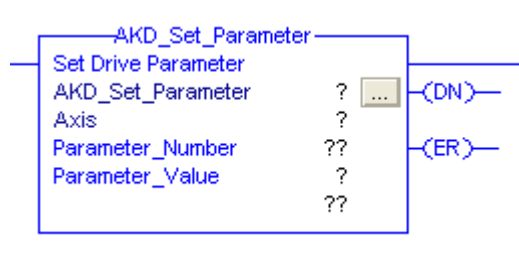 AKD_Set_Parameter
Set Drive Parameter
AKD_Set_Parameter ? ... (DN)
Axis ?
Parameter_Number ?? (ER)
Parameter_Value ?
??